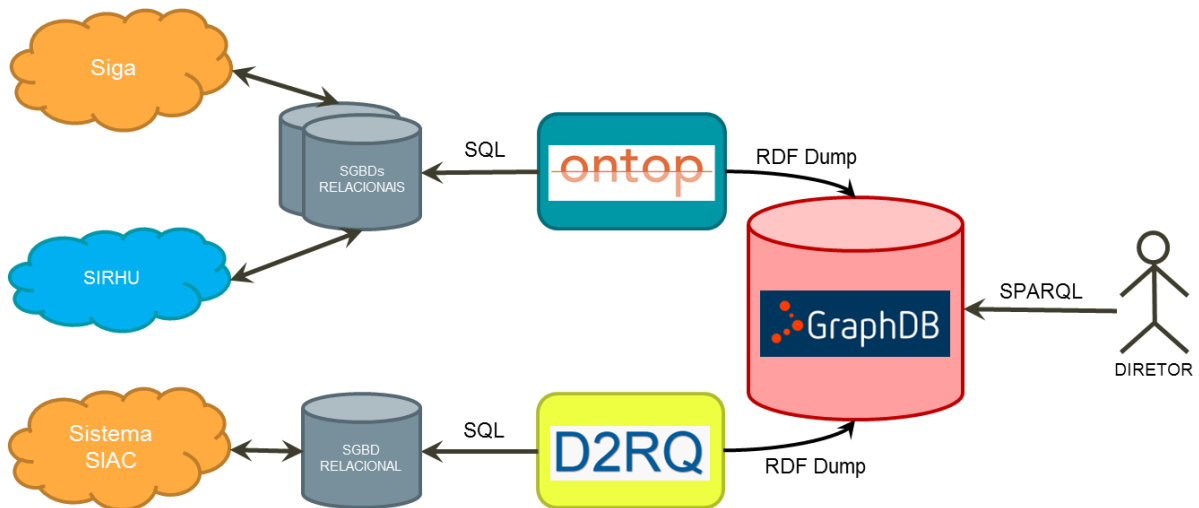 Siga
SGBDs
RELACIONAIS
SQL
ontop
RDF Dump
SIRHU
GraphDB
SPARQL
DIRETOR
Sistema
SIAC
SGBD
RELACIONAL
SQL
D2RQ
RDF Dump